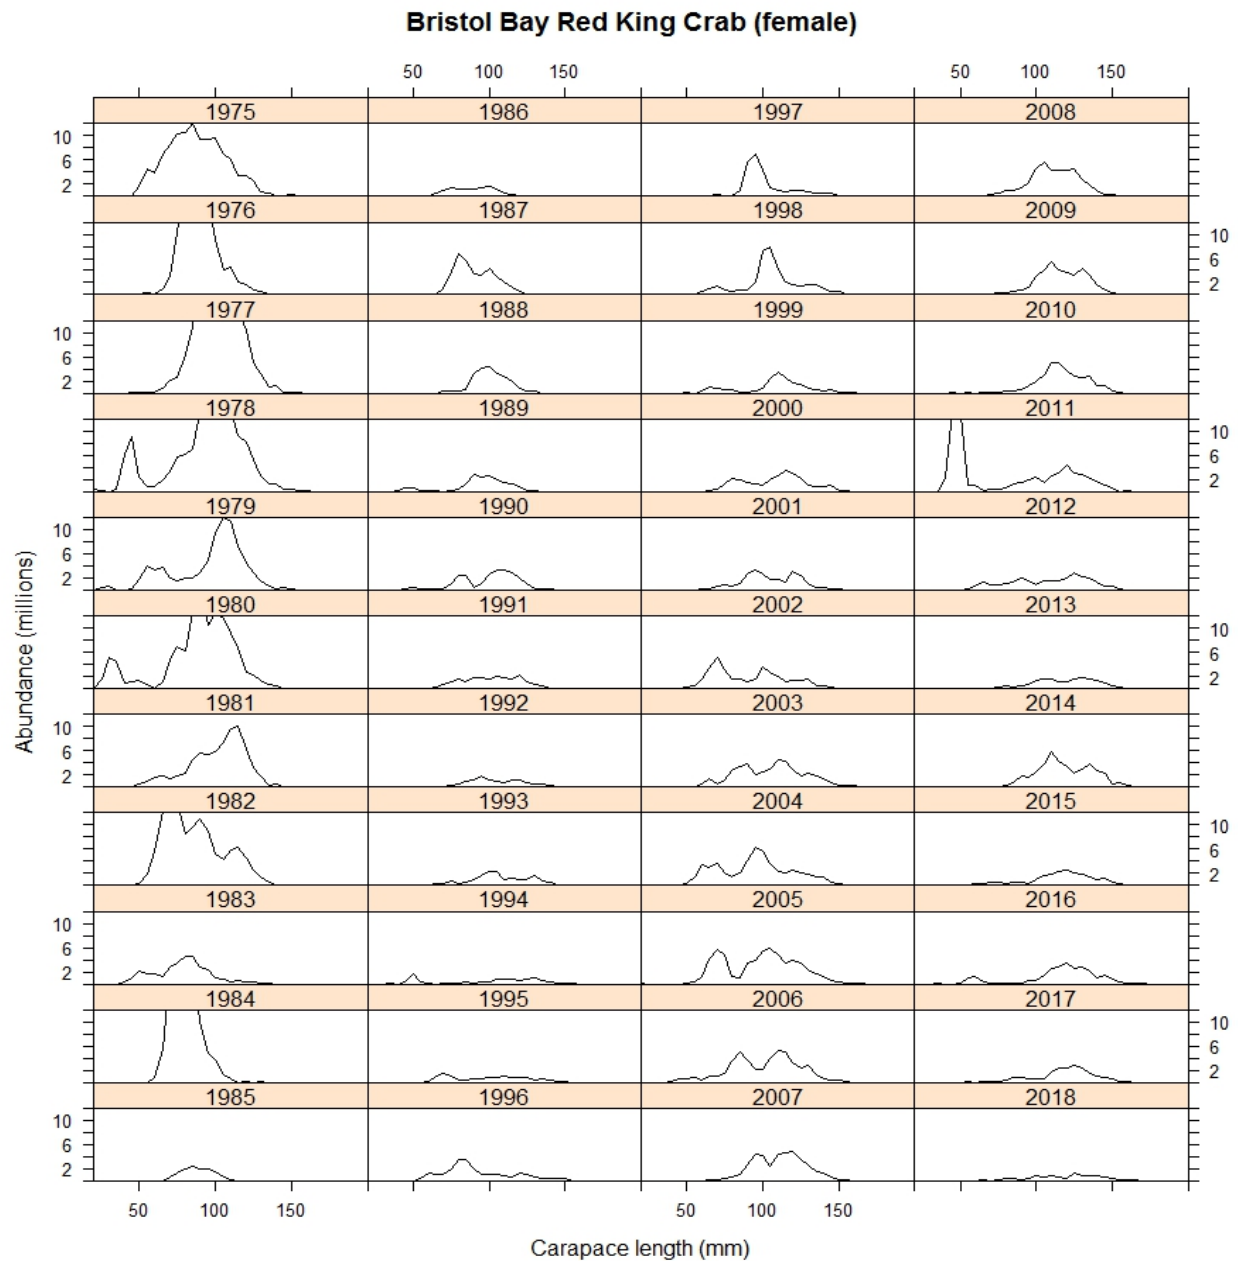 Bristol Bay Red King Crab (female)
50 100 150 50 100 150
1975 1986 1997 2008
10
6
2
1976 1987 1998 2009
10
6
2
1977 1988 1999 2010
10
6
2
1978 1989 2000 2011
10
6
2
1979 1990 2001 2012
10
6
2
1980 1991 2002 2013
10
6
2
1981 1992 2003 2014
10
6
2
1982 1993 2004 2015
10
6
2
1983 1994 2005 2016
10
6
2
1984 1995 2006 2017
10
6
2
1985 1996 2007 2018
10
6
2
50 100 150 50 100 150
Abundance (millions)
Carapace length (mm)